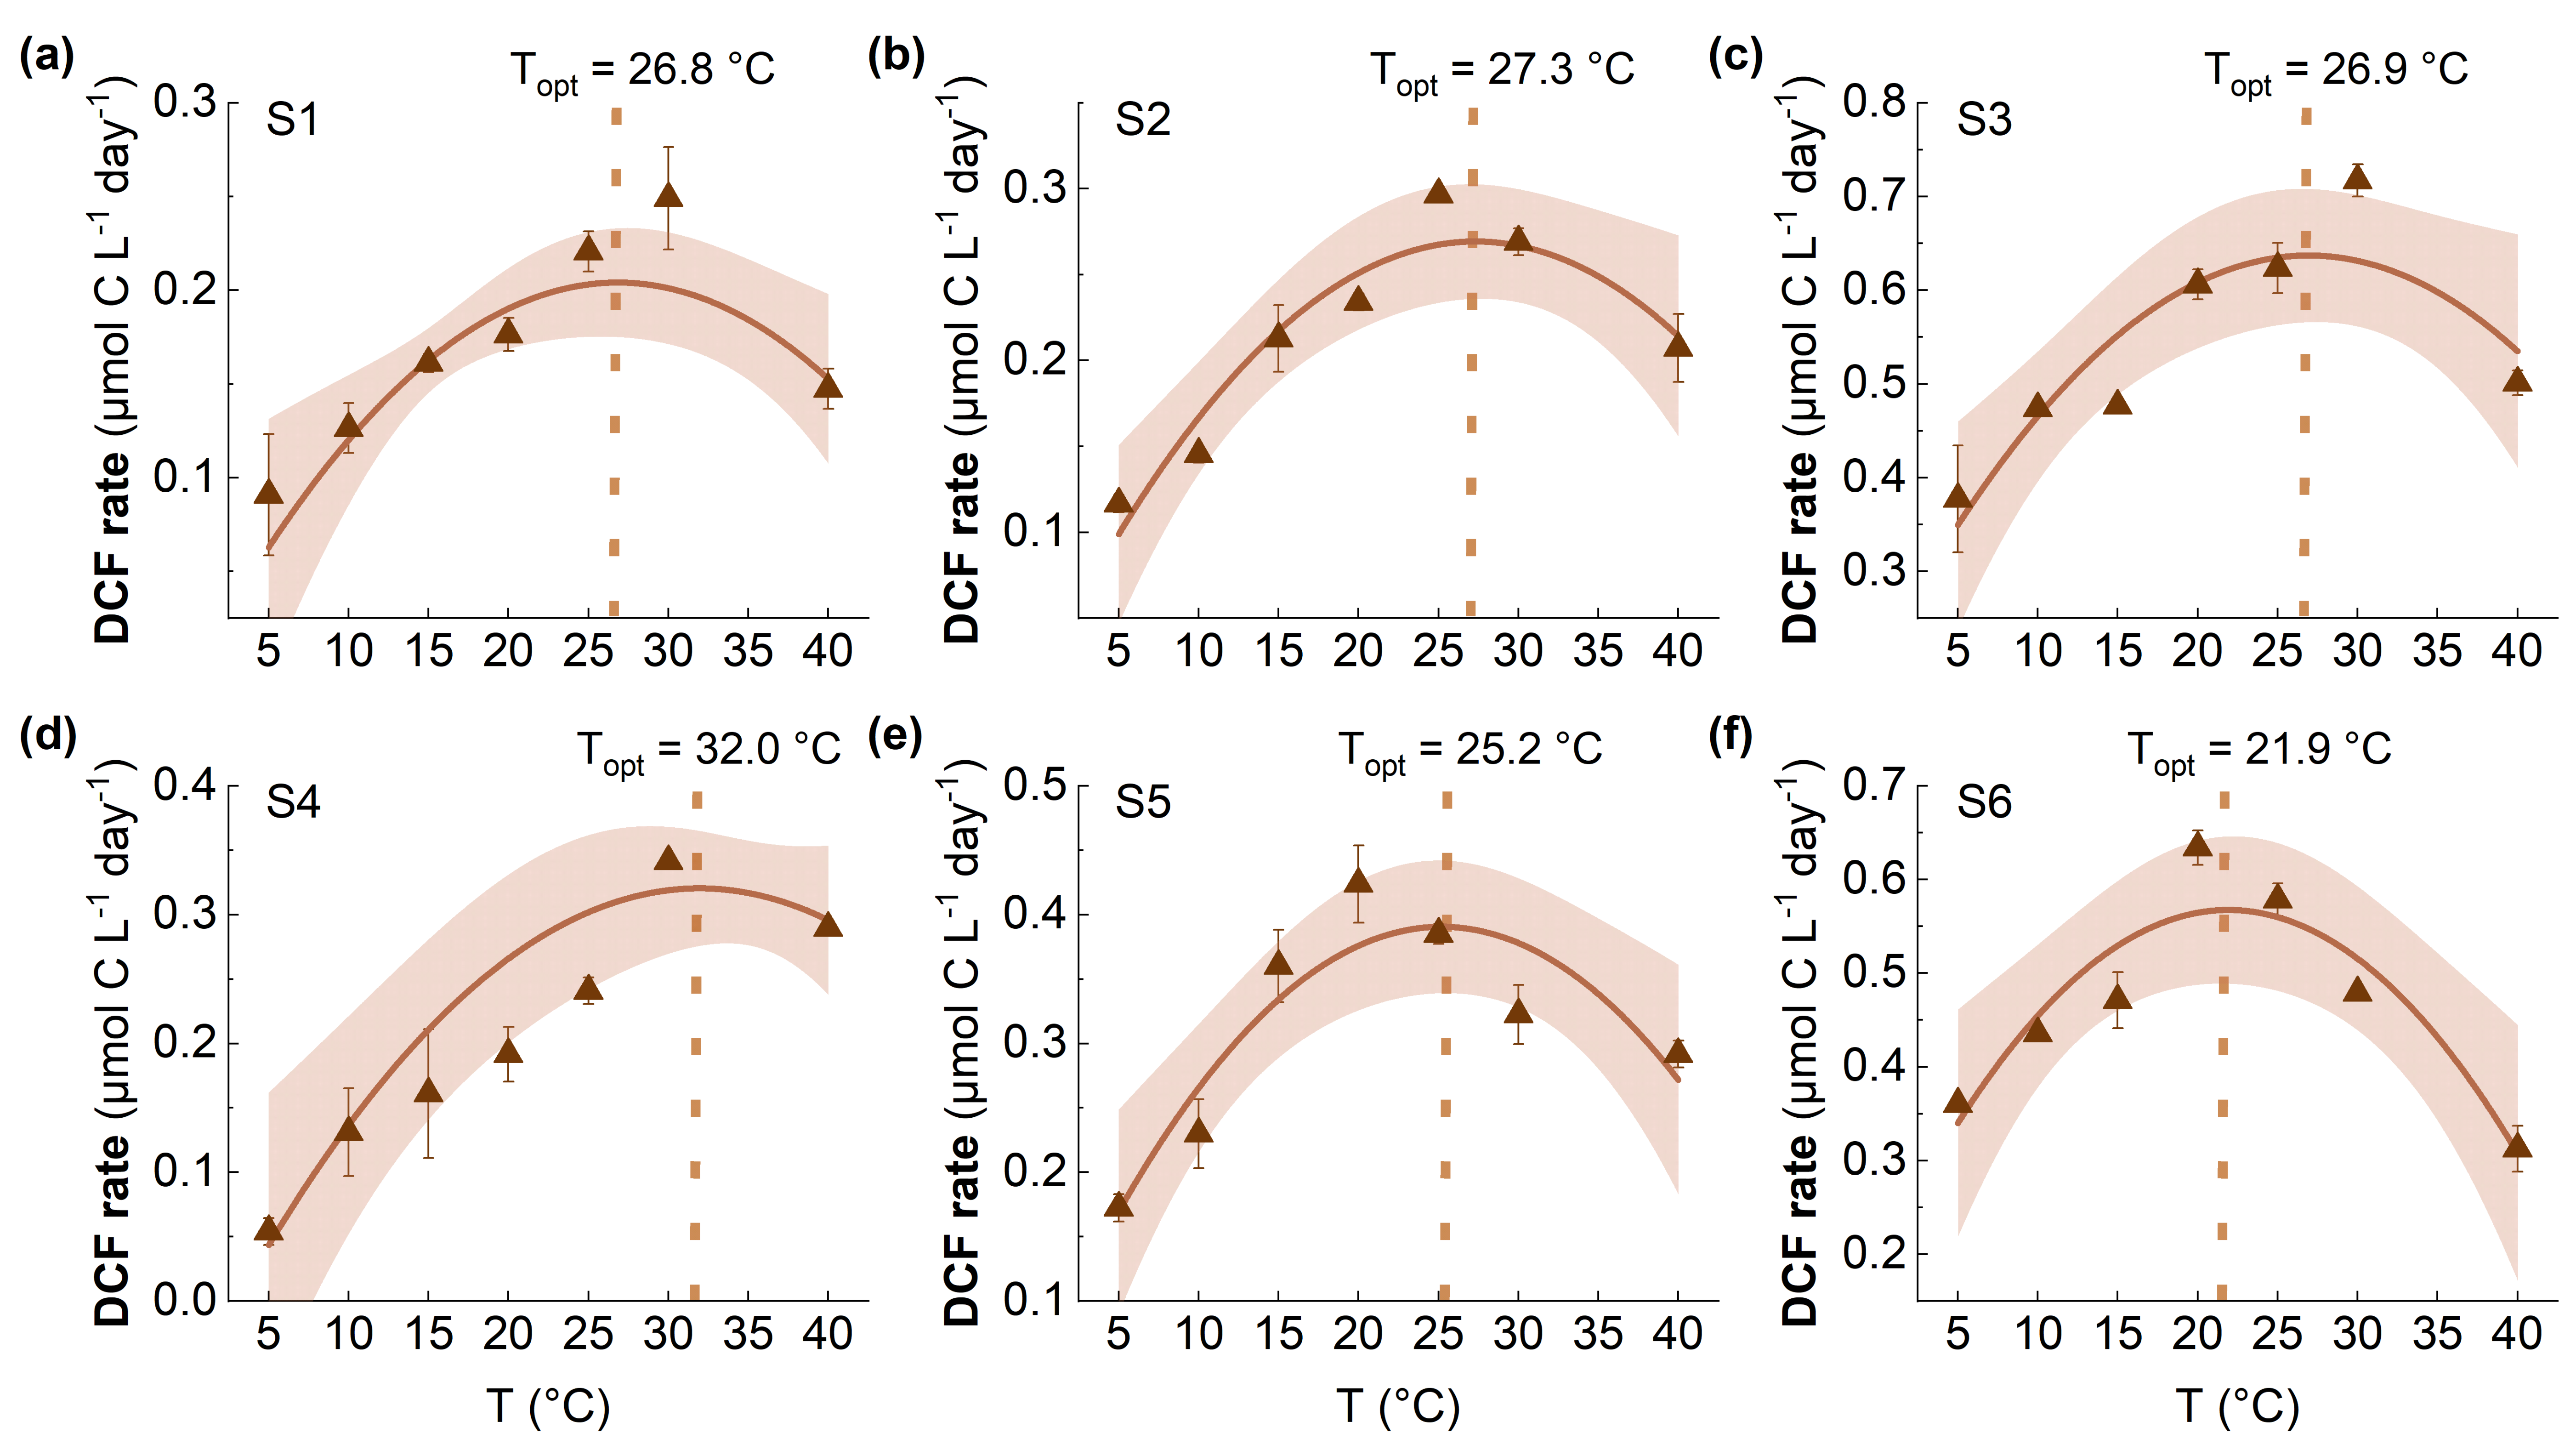 (a)
T_opt = 26.8 °C
S1
DCF rate (μmol C L⁻¹ day⁻¹)
0.3
0.2
0.1
5 10 15 20 25 30 35 40
(b)
T_opt = 27.3 °C
S2
DCF rate (μmol C L⁻¹ day⁻¹)
0.3
0.2
0.1
5 10 15 20 25 30 35 40
(c)
T_opt = 26.9 °C
S3
DCF rate (μmol C L⁻¹ day⁻¹)
0.8
0.7
0.6
0.5
0.4
0.3
5 10 15 20 25 30 35 40
(d)
T_opt = 32.0 °C
S4
DCF rate (μmol C L⁻¹ day⁻¹)
0.4
0.3
0.2
0.1
0.0
5 10 15 20 25 30 35 40
T (°C)
(e)
T_opt = 25.2 °C
S5
DCF rate (μmol C L⁻¹ day⁻¹)
0.5
0.4
0.3
0.2
0.1
5 10 15 20 25 30 35 40
T (°C)
(f)
T_opt = 21.9 °C
S6
DCF rate (μmol C L⁻¹ day⁻¹)
0.7
0.6
0.5
0.4
0.3
0.2
5 10 15 20 25 30 35 40
T (°C)